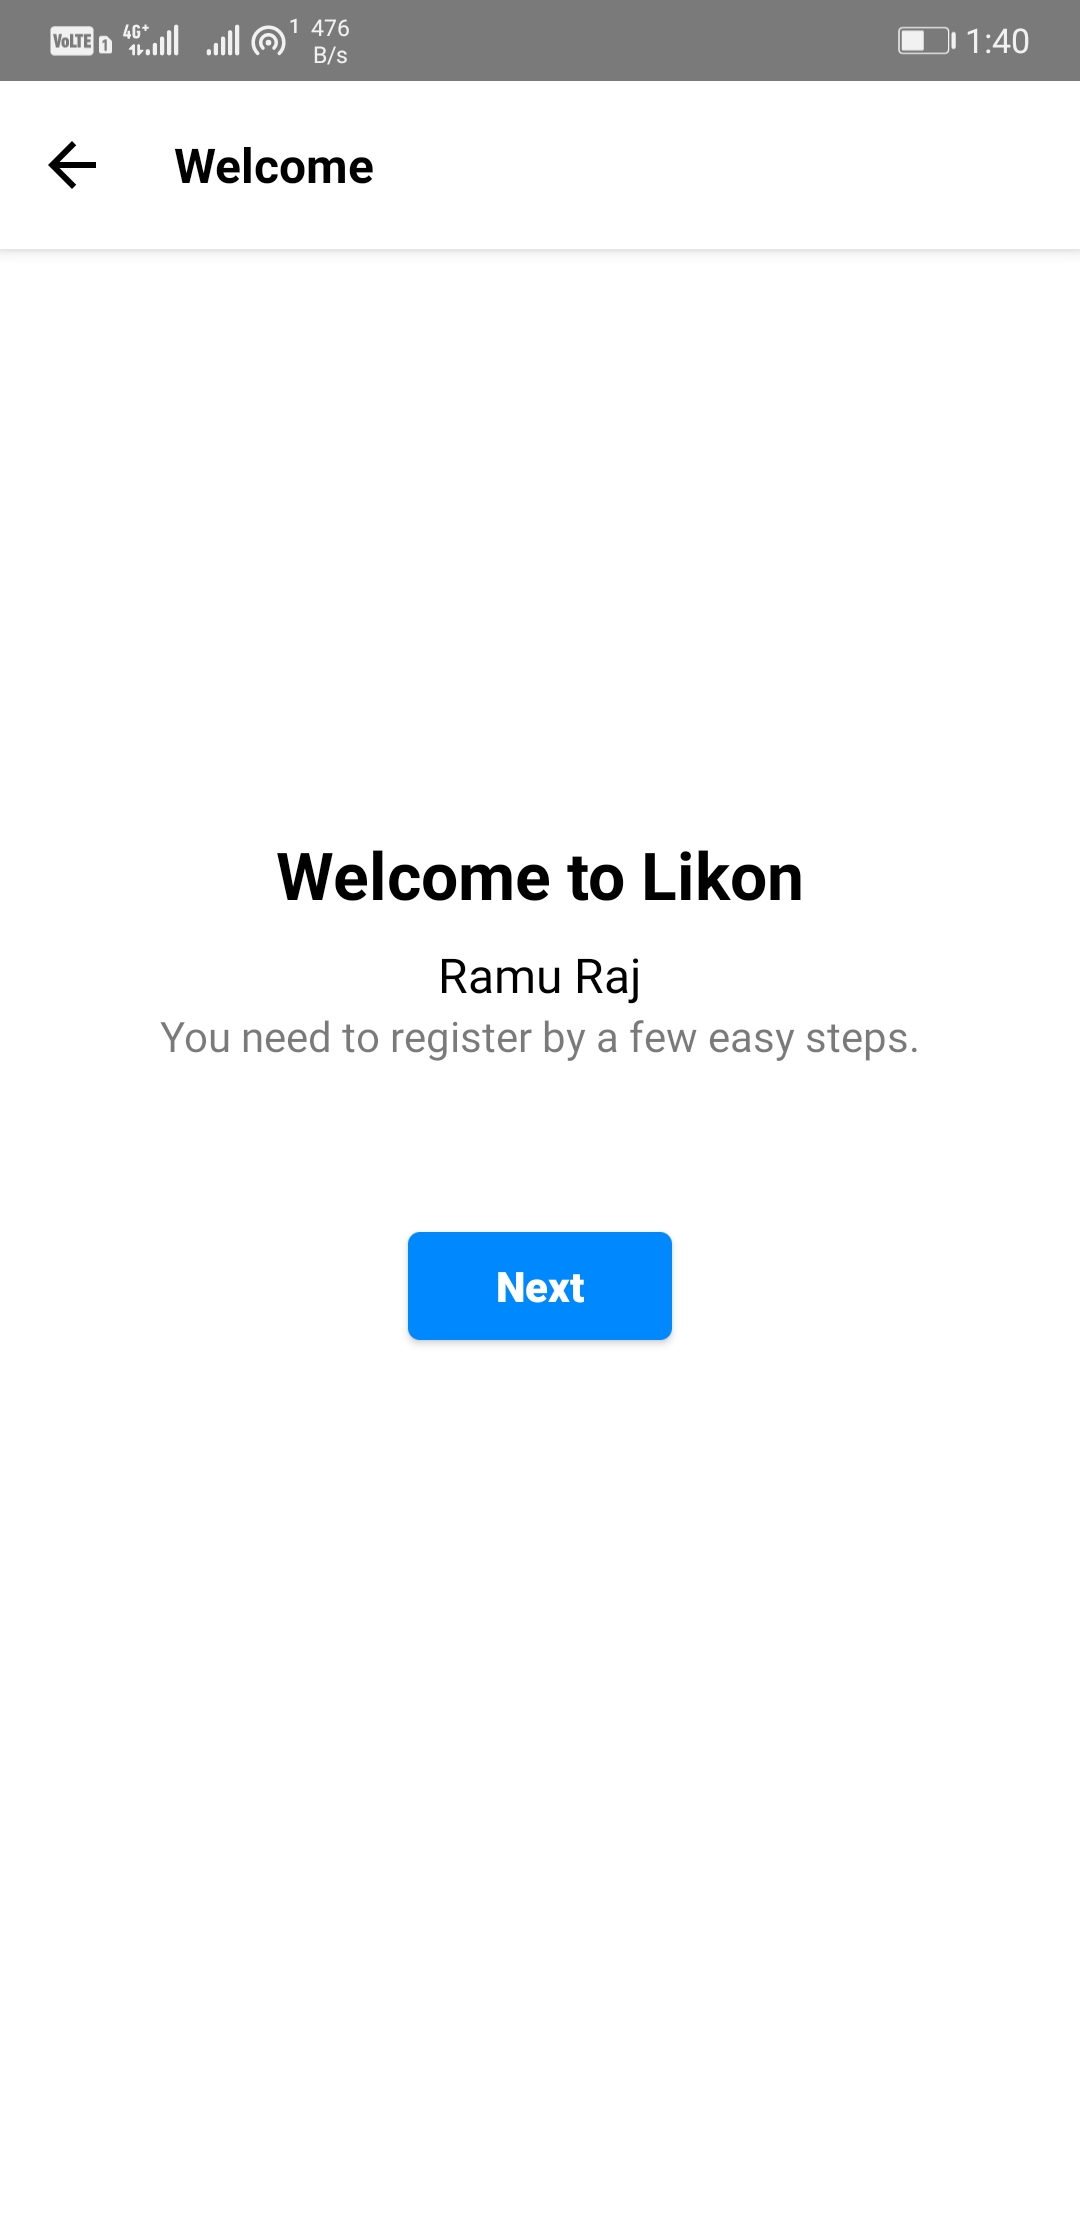 VoLTE 1 4G+ 1 476 B/s 1:40
Welcome
Welcome to Likon
Ramu Raj
You need to register by a few easy steps.
Next